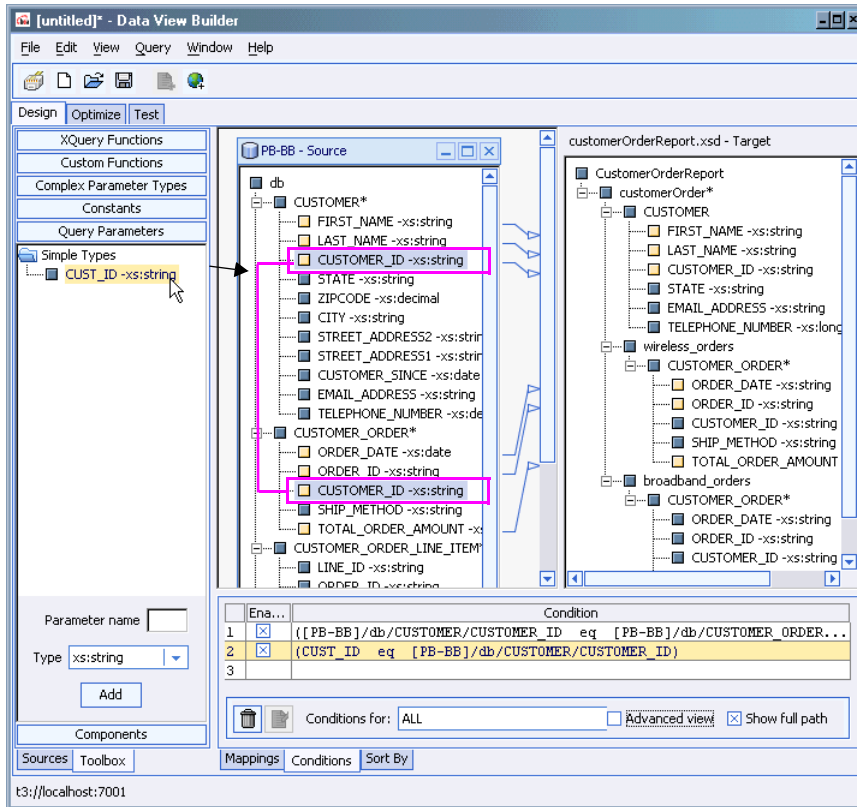 [untitled]* - Data View Builder
File Edit View Query Window Help
Design Optimize Test
XQuery Functions
Custom Functions
Complex Parameter Types
Constants
Query Parameters
Simple Types
CUST_ID -xs:string
Parameter name
Type xs:string
Add
Components
Sources Toolbox
PB-BB - Source
db
CUSTOMER*
FIRST_NAME -xs:string
LAST_NAME -xs:string
CUSTOMER_ID -xs:string
STATE -xs:string
ZIPCODE -xs:decimal
CITY -xs:string
STREET_ADDRESS2 -xs:strin
STREET_ADDRESS1 -xs:strin
CUSTOMER_SINCE -xs:date
EMAIL_ADDRESS -xs:string
TELEPHONE_NUMBER -xs:de
CUSTOMER_ORDER*
ORDER_DATE -xs:date
ORDER_ID -xs:string
CUSTOMER_ID -xs:string
SHIP_METHOD -xs:string
TOTAL_ORDER_AMOUNT -xs
CUSTOMER_ORDER_LINE_ITEM*
LINE_ID -xs:string
ORDER_ID -xs:string
customerOrderReport.xsd - Target
CustomerOrderReport
customerOrder*
CUSTOMER
FIRST_NAME -xs:string
LAST_NAME -xs:string
CUSTOMER_ID -xs:string
STATE -xs:string
EMAIL_ADDRESS -xs:string
TELEPHONE_NUMBER -xs:long
wireless_orders
CUSTOMER_ORDER*
ORDER_DATE -xs:string
ORDER_ID -xs:string
CUSTOMER_ID -xs:string
SHIP_METHOD -xs:string
TOTAL_ORDER_AMOUNT
broadband_orders
CUSTOMER_ORDER*
ORDER_DATE -xs:string
ORDER_ID -xs:string
CUSTOMER_ID -xs:string
Ena... Condition
1 ([PB-BB]/db/CUSTOMER/CUSTOMER_ID eq [PB-BB]/db/CUSTOMER_ORDER...
2 (CUST_ID eq [PB-BB]/db/CUSTOMER/CUSTOMER_ID)
3
Conditions for: ALL Advanced view Show full path
Mappings Conditions Sort By
t3://localhost:7001